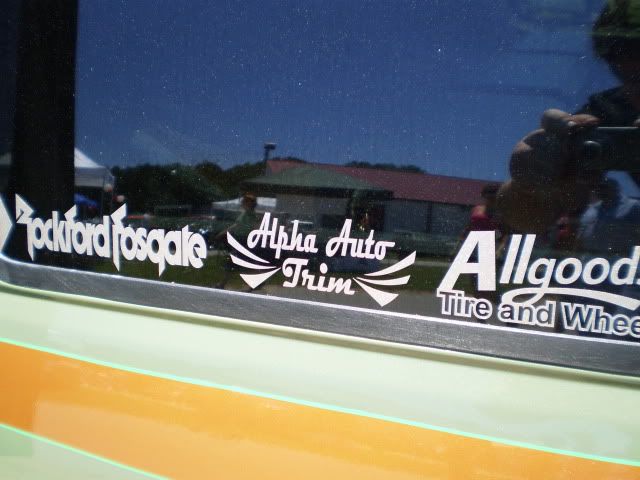 Rockford Fosgate
Alpha Auto
Trim
Allgood
Tire and Whee